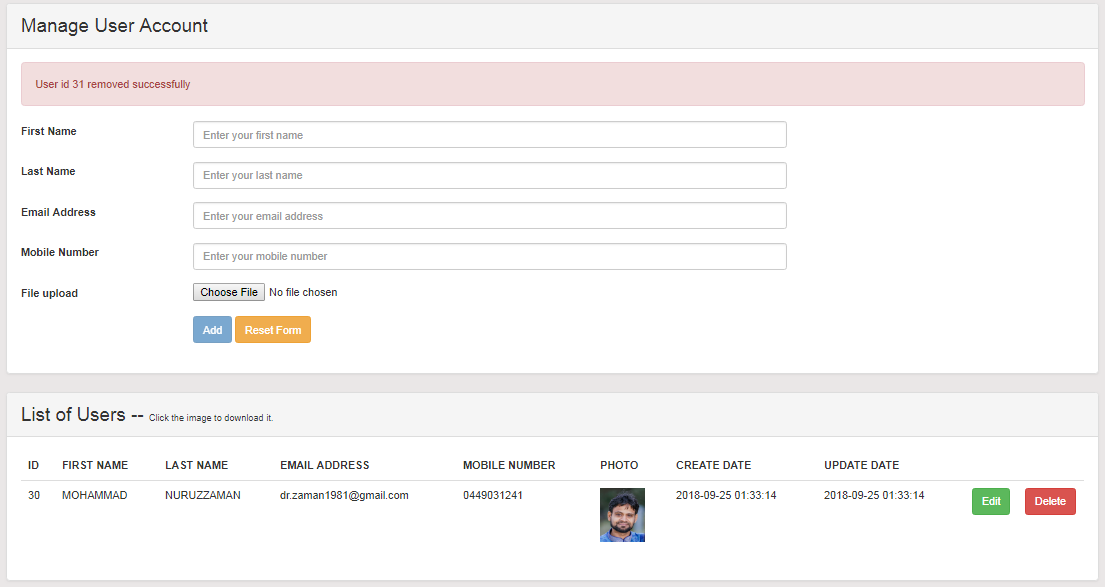 Manage User Account
User id 31 removed successfully
First Name Enter your first name
Last Name Enter your last name
Email Address Enter your email address
Mobile Number Enter your mobile number
File upload Choose File No file chosen
Add Reset Form
List of Users -- Click the image to download it.
ID FIRST NAME LAST NAME EMAIL ADDRESS MOBILE NUMBER PHOTO CREATE DATE UPDATE DATE
30 MOHAMMAD NURUZZAMAN dr.zaman1981@gmail.com 0449031241 2018-09-25 01:33:14 2018-09-25 01:33:14 Edit Delete